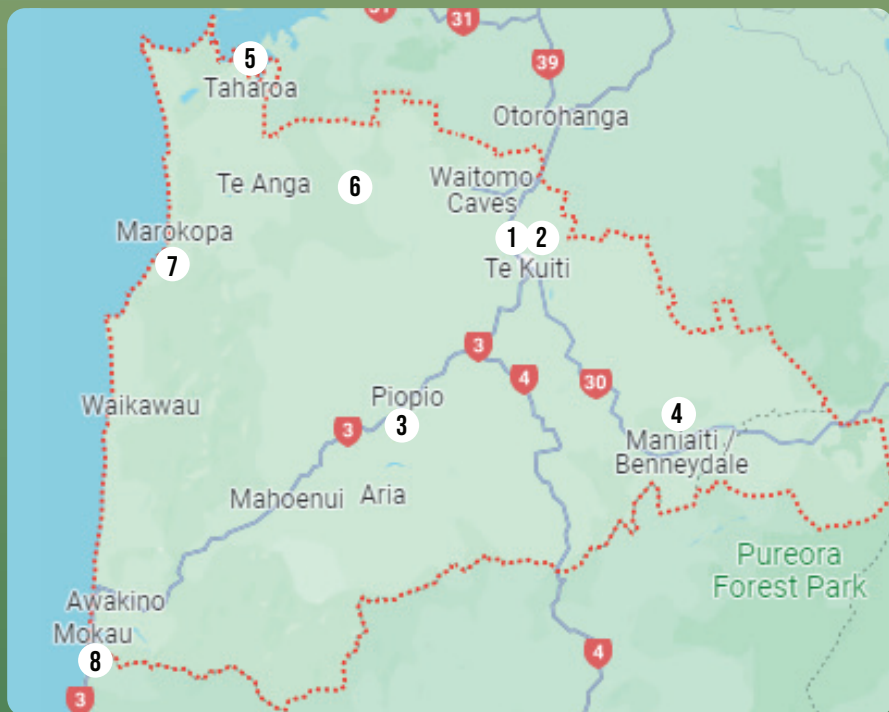 31
31
39
5
Taharoa
Otorohanga
Te Anga
6
Waitomo
Caves
Marokopa
7
1
2
Te Kuiti
3
4
30
Piopio
3
3
Waikawau
4
Maniaiti /
Benneydale
Mahoenui
Aria
Pureora
Forest Park
Awakino
Mokau
8
3
4